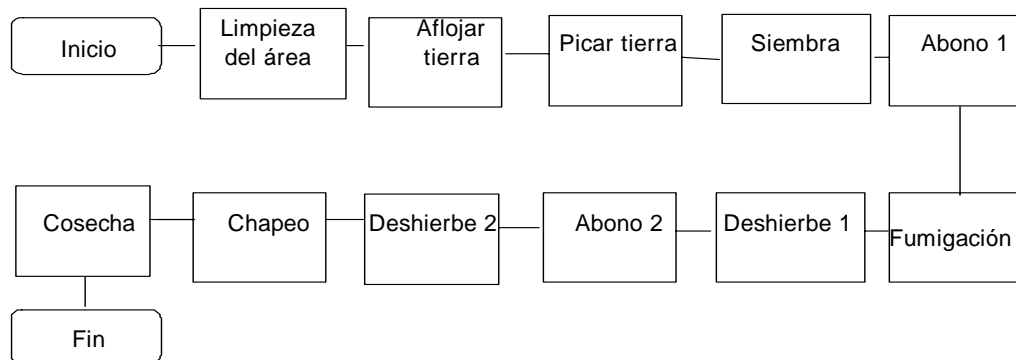 Inicio
Limpieza
del área
Aflojar
tierra
Picar tierra
Siembra
Abono 1
Cosecha
Chapeo
Deshierbe 2
Abono 2
Deshierbe 1
Fumigación
Fin